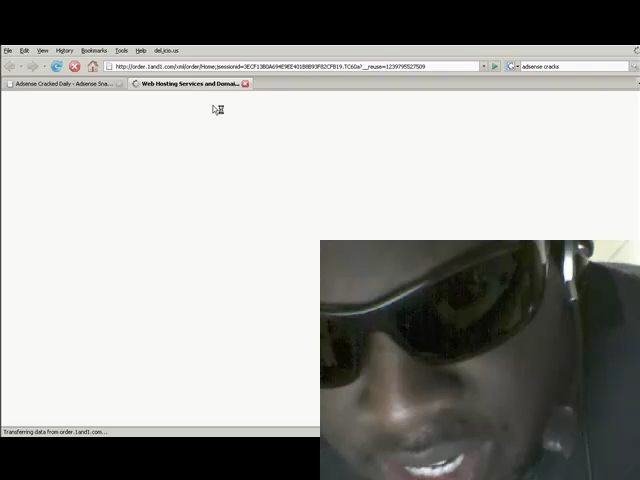 File Edit View History Bookmarks Tools Help del.icio.us
http://order.1and1.com/xml/order/Home;jsessionid=3ECF13B0A694E9EE401B8B93F82CFB19.TC60a?__reuse=1239795527509
adsense cracks
Adsense Cracked Daily - Adsense Sna...
Web Hosting Services and Domai...
Transferring data from order.1and1.com...